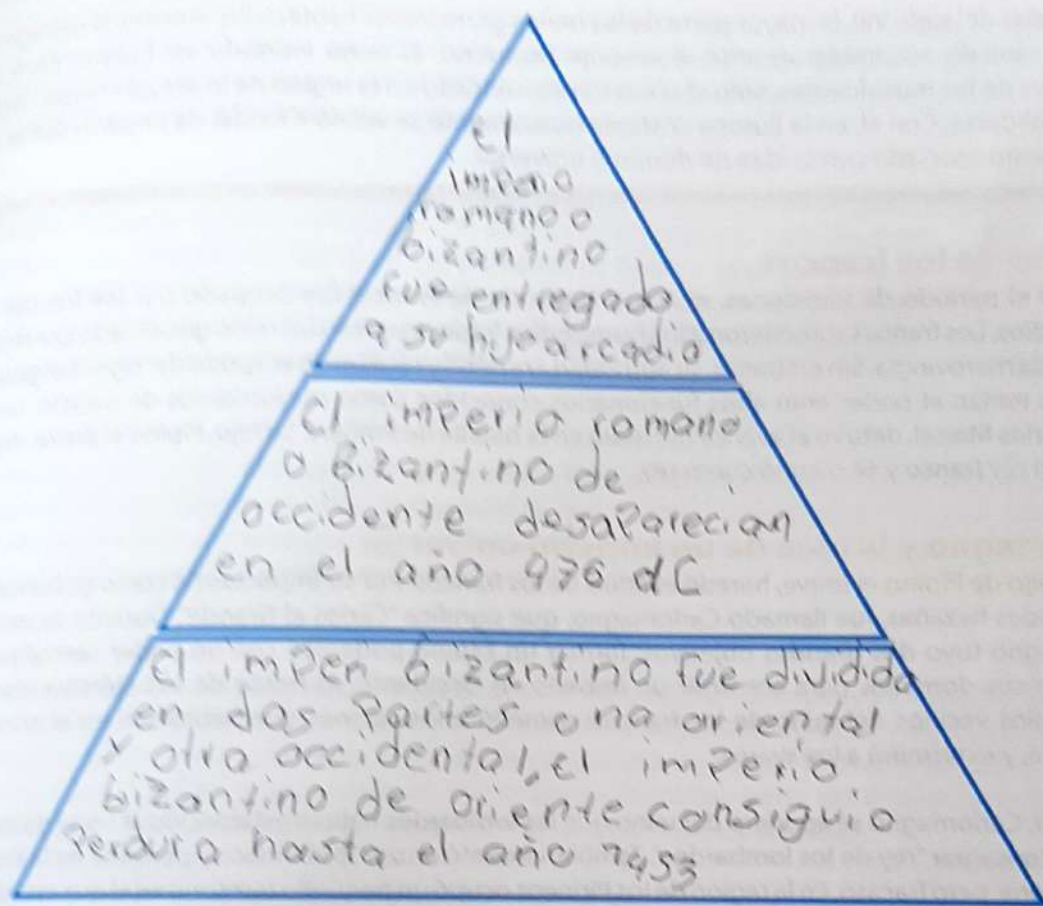 el
imperio
romano o
bizantino
fue entregado
a su hijo arcadio
El imperio romano
o Bizantino de
occidente desaparecian
en el año 476 dC
El imperi bizantino fue dividido
en dos partes una oriental
y otra occidental, el imperio
bizantino de oriente consiguio
Perdura hasta el año 1453